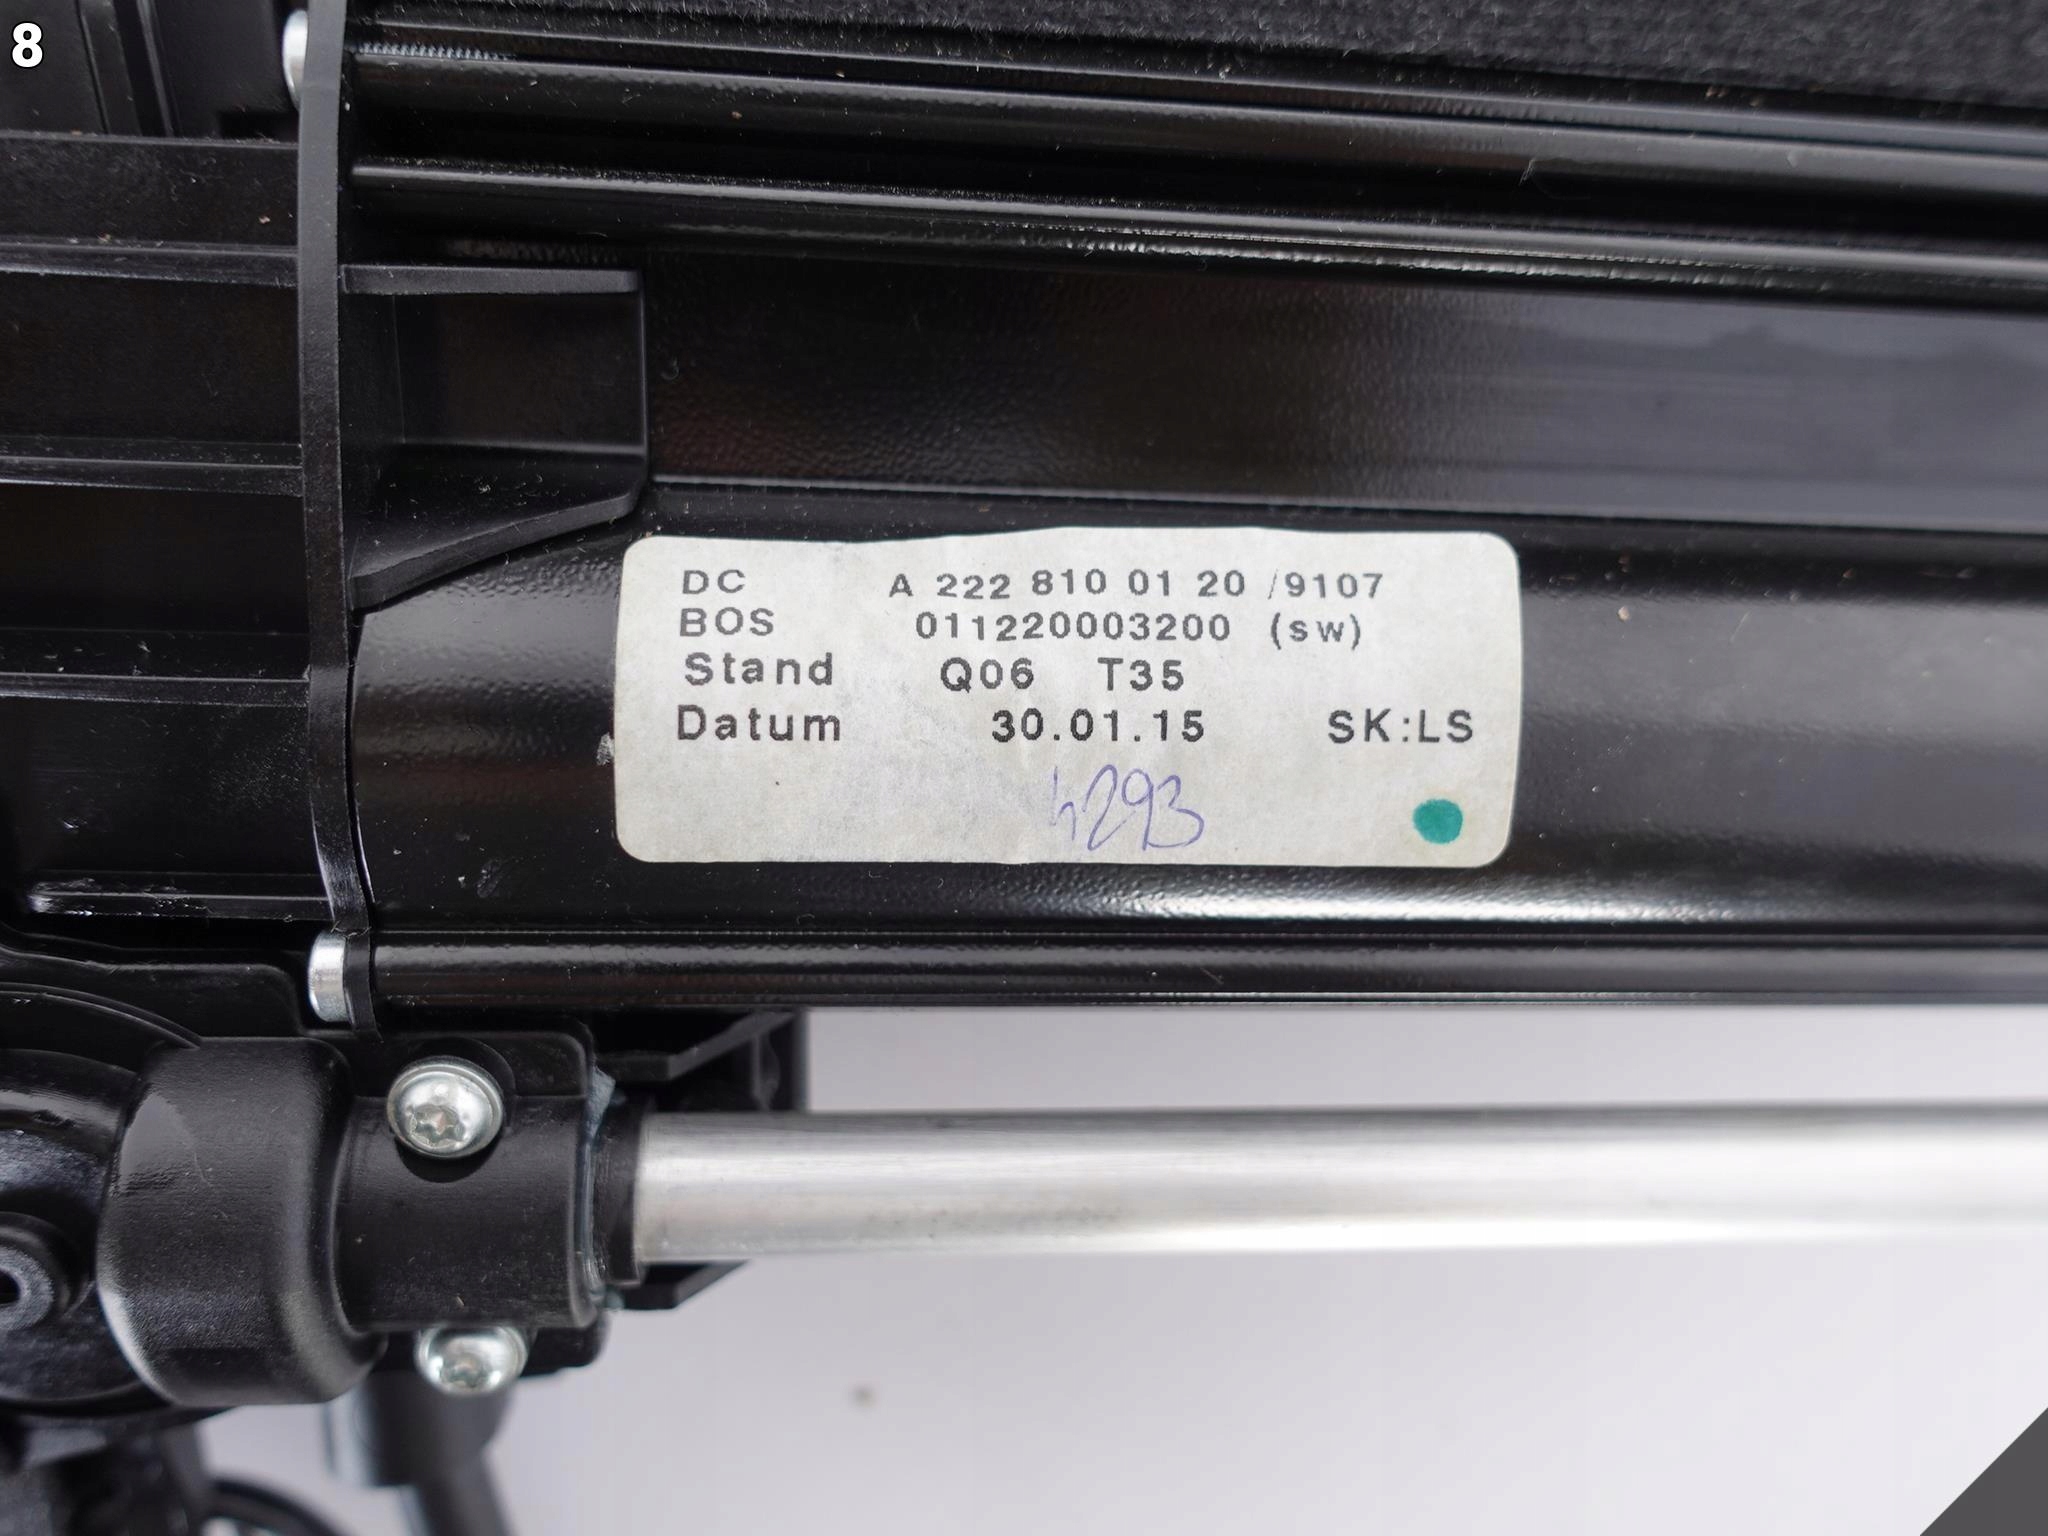 8
DC A 222 810 01 20 /9107
BOS 011220003200 (sw)
Stand Q06 T35
Datum 30.01.15 SK:LS
4293